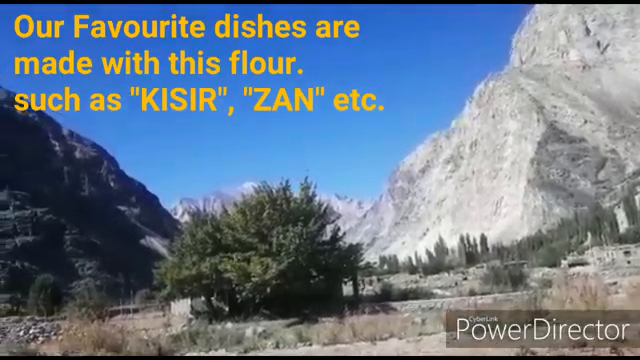 Our Favourite dishes are
made with this flour.
such as "KISIR", "ZAN" etc.
CyberLink
PowerDirector